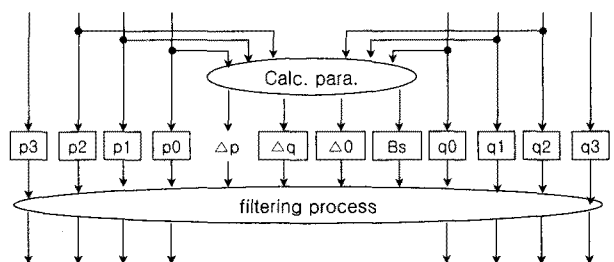 Calc. para.
p3 p2 p1 p0 △p △q △0 Bs q0 q1 q2 q3
filtering process